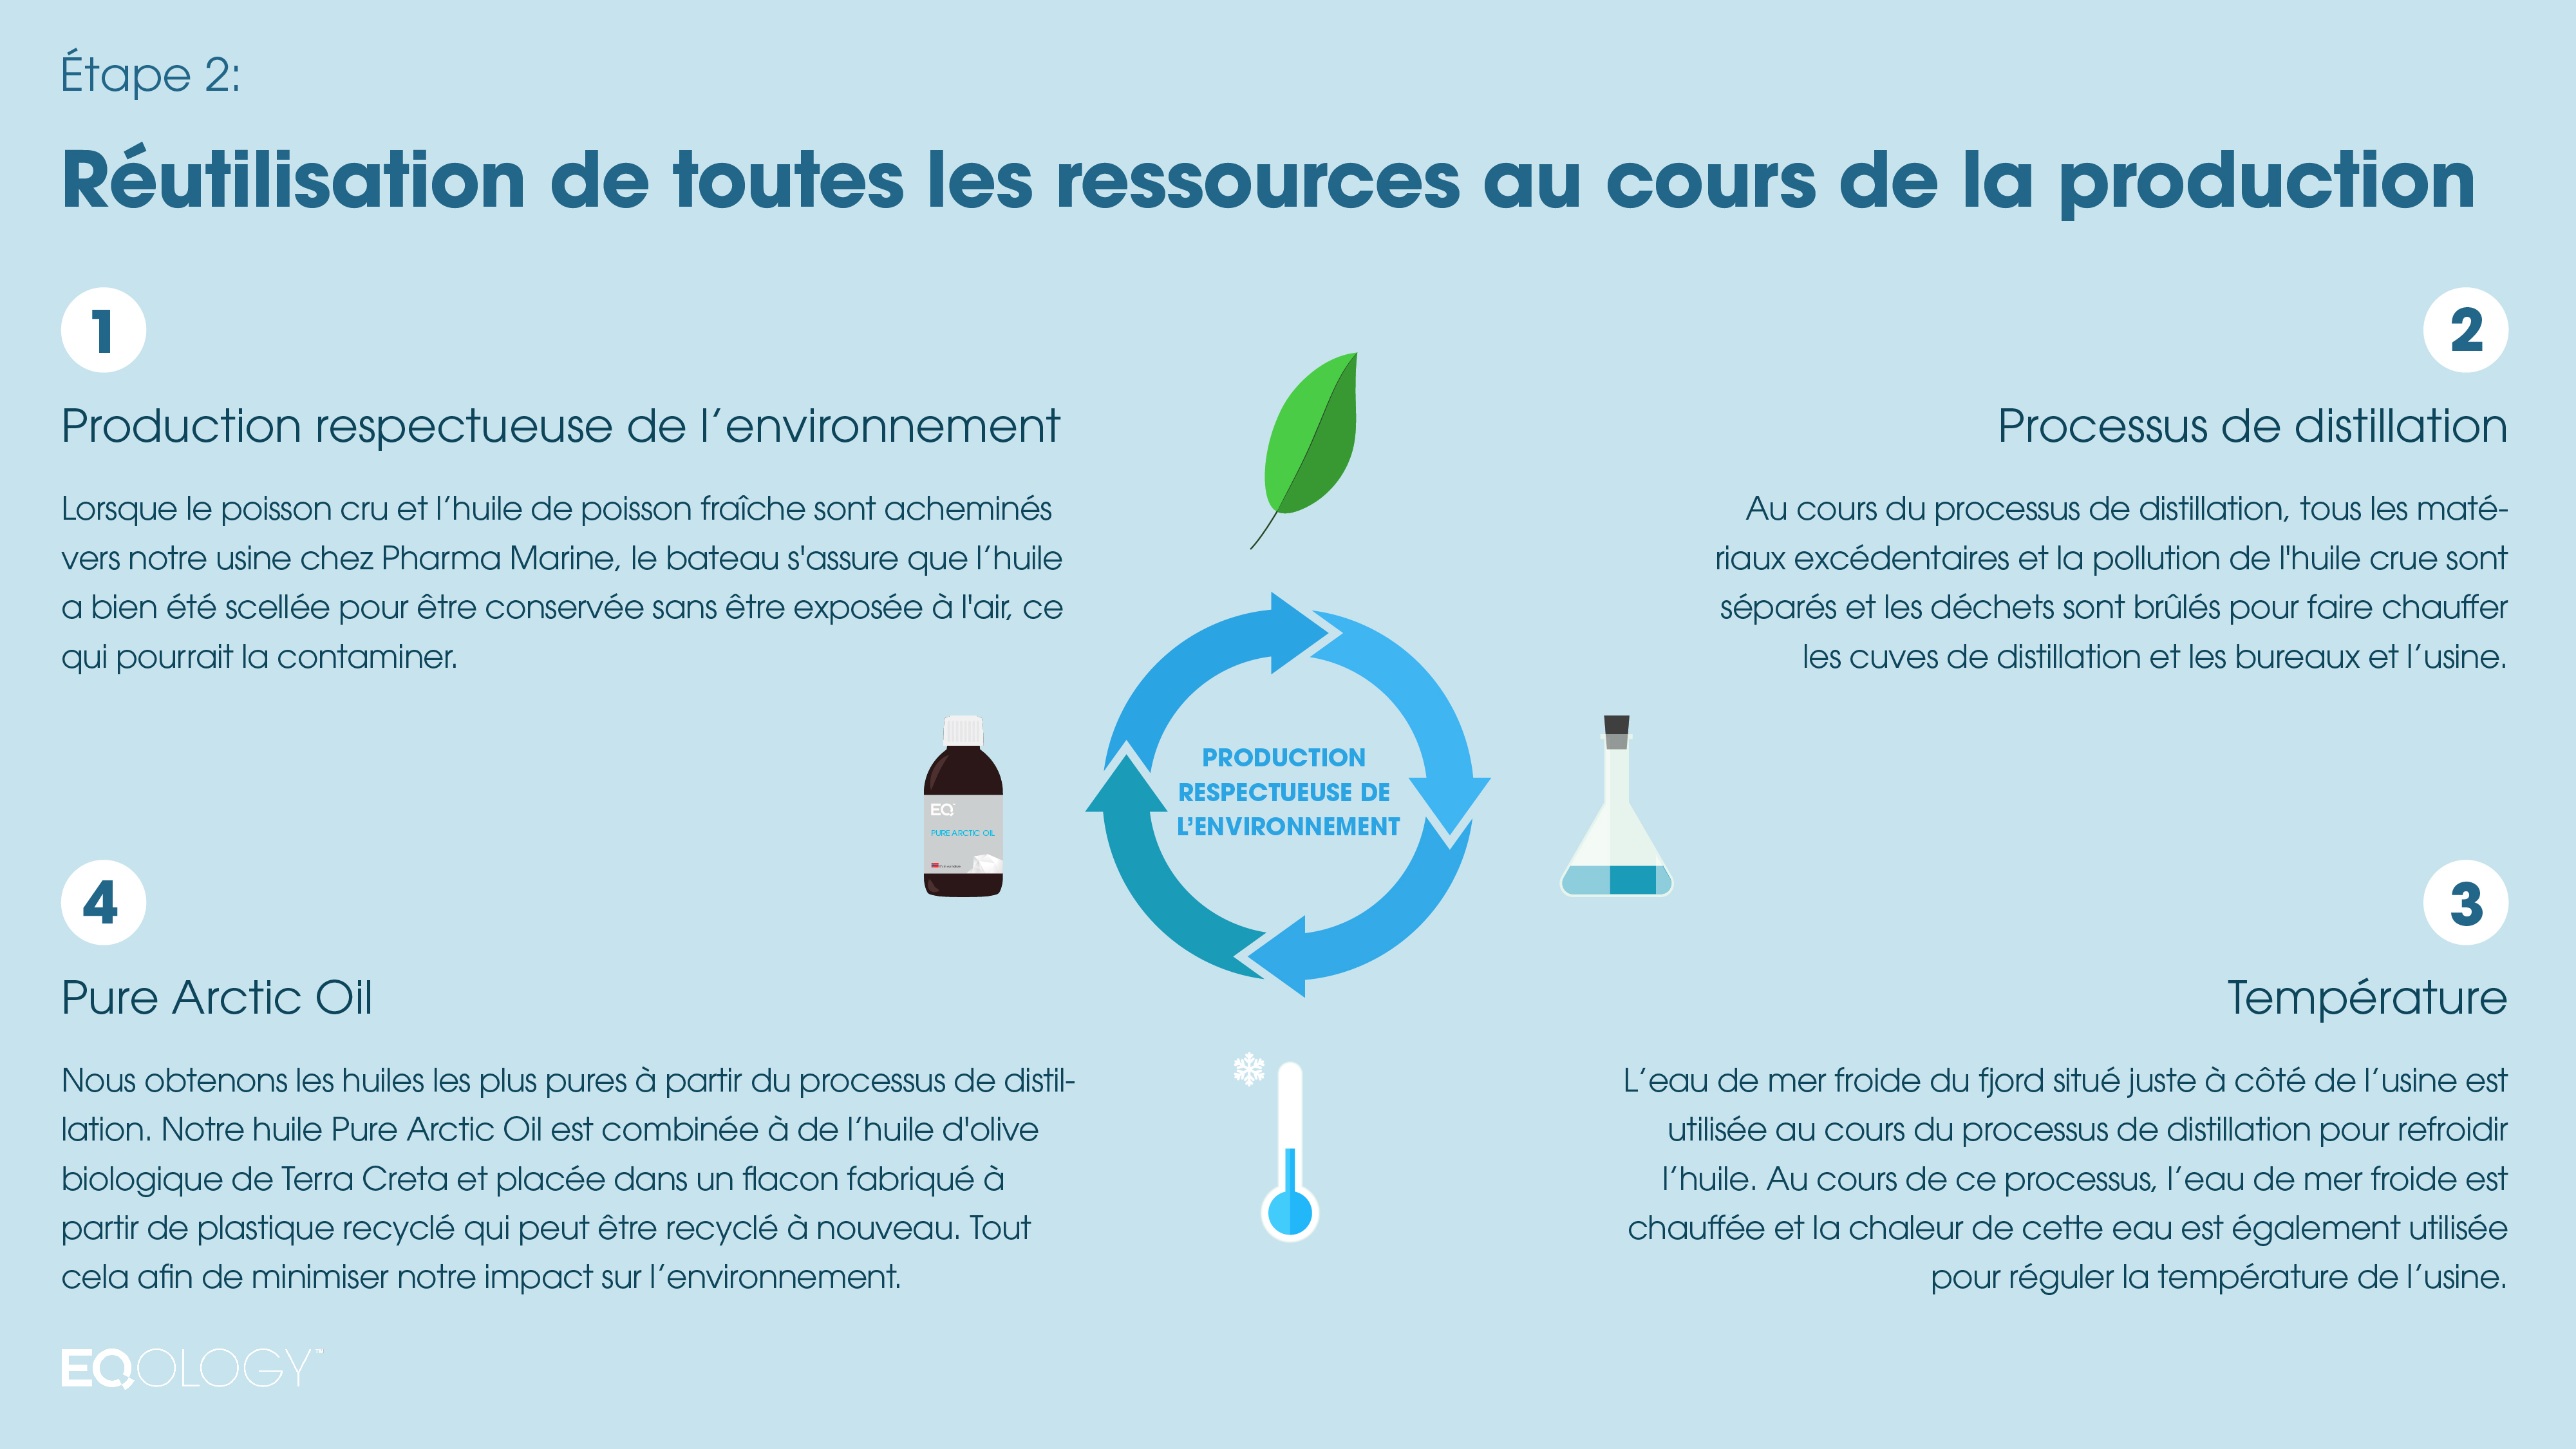 Étape 2:
Réutilisation de toutes les ressources au cours de la production
1
Production respectueuse de l’environnement
Lorsque le poisson cru et l’huile de poisson fraîche sont acheminés
vers notre usine chez Pharma Marine, le bateau s'assure que l’huile
a bien été scellée pour être conservée sans être exposée à l'air, ce
qui pourrait la contaminer.
2
Processus de distillation
Au cours du processus de distillation, tous les maté-
riaux excédentaires et la pollution de l'huile crue sont
séparés et les déchets sont brûlés pour faire chauffer
les cuves de distillation et les bureaux et l’usine.
PRODUCTION
RESPECTUEUSE DE
L’ENVIRONNEMENT
EQ
PURE ARCTIC OIL
3
Température
L’eau de mer froide du fjord situé juste à côté de l’usine est
utilisée au cours du processus de distillation pour refroidir
l’huile. Au cours de ce processus, l’eau de mer froide est
chauffée et la chaleur de cette eau est également utilisée
pour réguler la température de l’usine.
4
Pure Arctic Oil
Nous obtenons les huiles les plus pures à partir du processus de distil-
lation. Notre huile Pure Arctic Oil est combinée à de l’huile d'olive
biologique de Terra Creta et placée dans un flacon fabriqué à
partir de plastique recyclé qui peut être recyclé à nouveau. Tout
cela afin de minimiser notre impact sur l’environnement.
EQOLOGY™